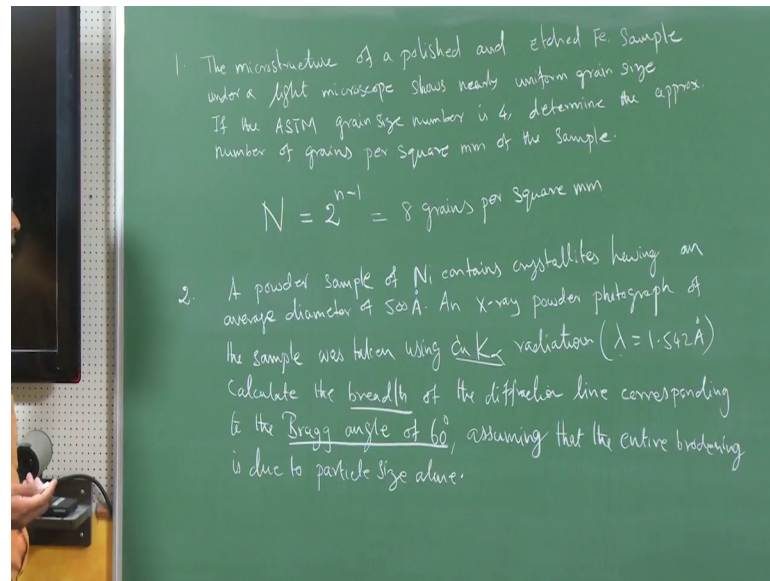 1. The microstructure of a polished and etched Fe. Sample
under a light microscope shows nearly uniform grain size
If the ASTM grain size number is 4, determine the approx.
number of grains per square mm of the sample.
N = 2^{n-1} = 8 grains per square mm
2. A powder sample of Ni contains crystallites having an
average diameter of 500Å. An X-ray powder photograph of
the sample was taken using Cu Kα radiation (λ = 1.542Å)
Calculate the breadth of the diffraction line corresponding
to the Bragg angle of 60°, assuming that the entire brodening
is due to particle size alone.